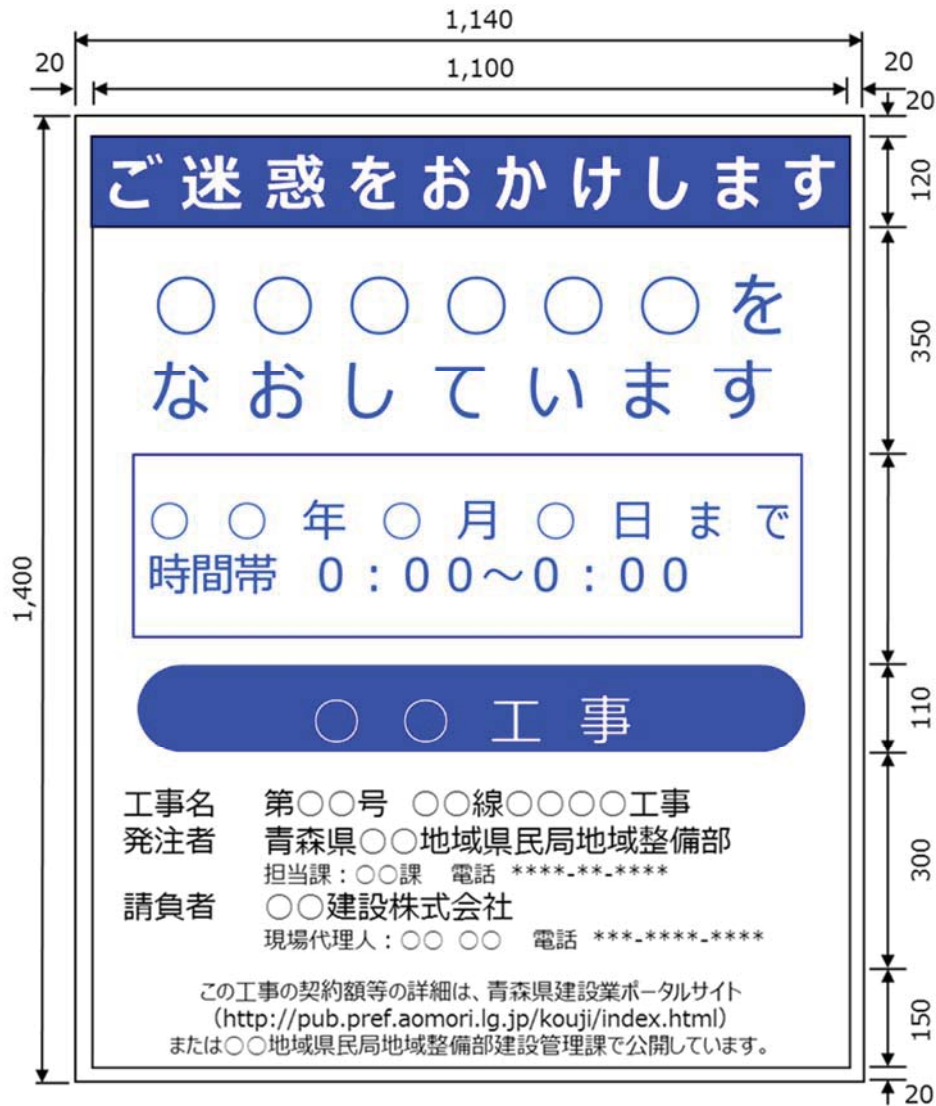 1,140
20
1,100
20
20
ご迷惑をおかけします
120
○○○○○○を
なおしています
350
○○年○月○日まで
時間帯 0:00～0:00
1,400
○○工事
110
工事名 第○○号 ○○線○○○○工事
発注者 青森県○○地域県民局地域整備部
担当課：○○課 電話 ****-**-****
請負者 ○○建設株式会社
現場代理人：○○ ○○ 電話 ***-****-****
300
この工事の契約額等の詳細は、青森県建設業ポータルサイト
（http://pub.pref.aomori.lg.jp/kouji/index.html）
または○○地域県民局地域整備部建設管理課で公開しています。
150
20